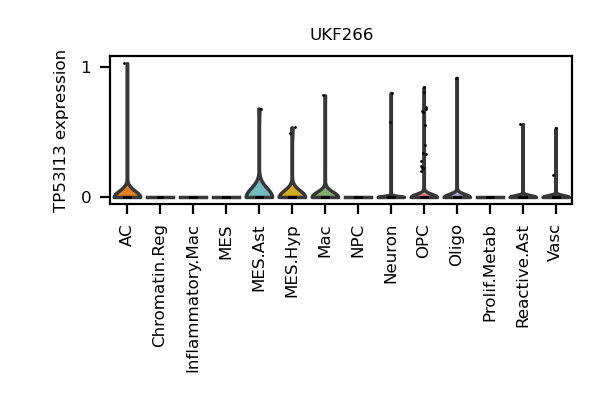 UKF266
TP53I13 expression
1
0
AC
Chromatin.Reg
Inflammatory.Mac
MES
MES.Ast
MES.Hyp
Mac
NPC
Neuron
OPC
Oligo
Prolif.Metab
Reactive.Ast
Vasc